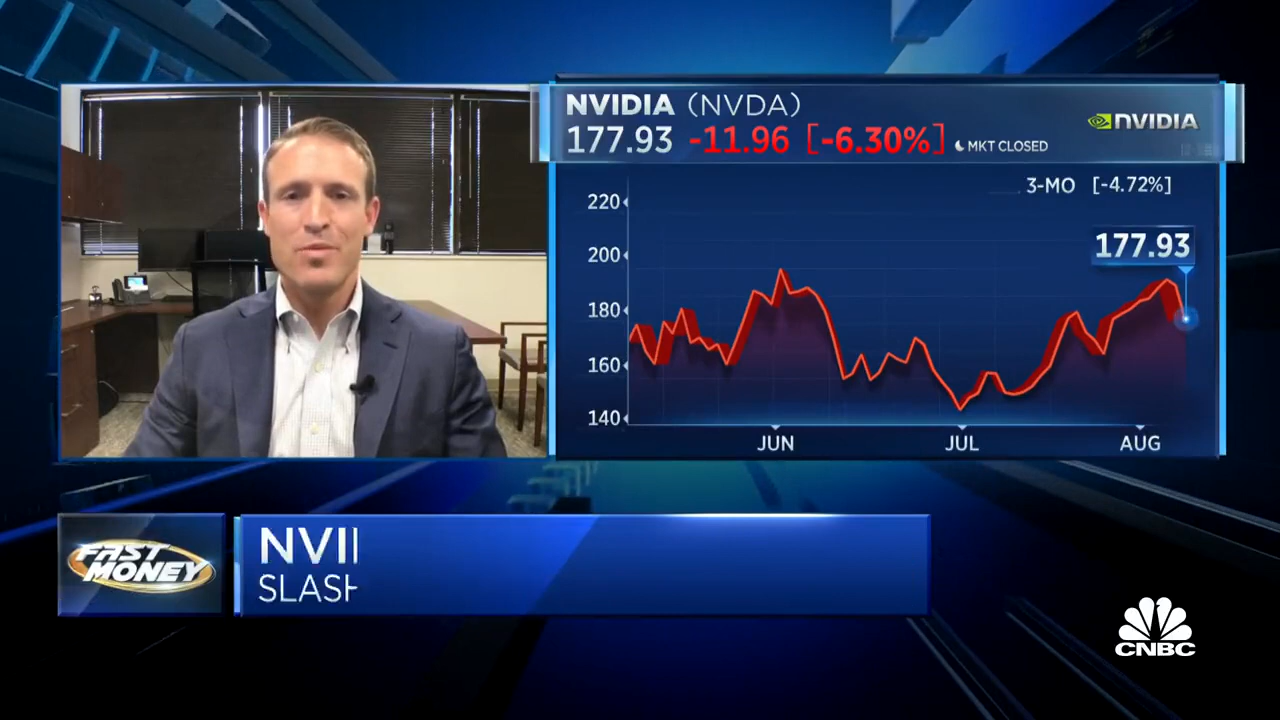 NVIDIA (NVDA)
177.93 -11.96 [-6.30%] MKT CLOSED
NVIDIA
3-MO [-4.72%]
220
200
180
160
140
177.93
JUN JUL AUG
FAST
MONEY
NVII
SLAS
CNBC